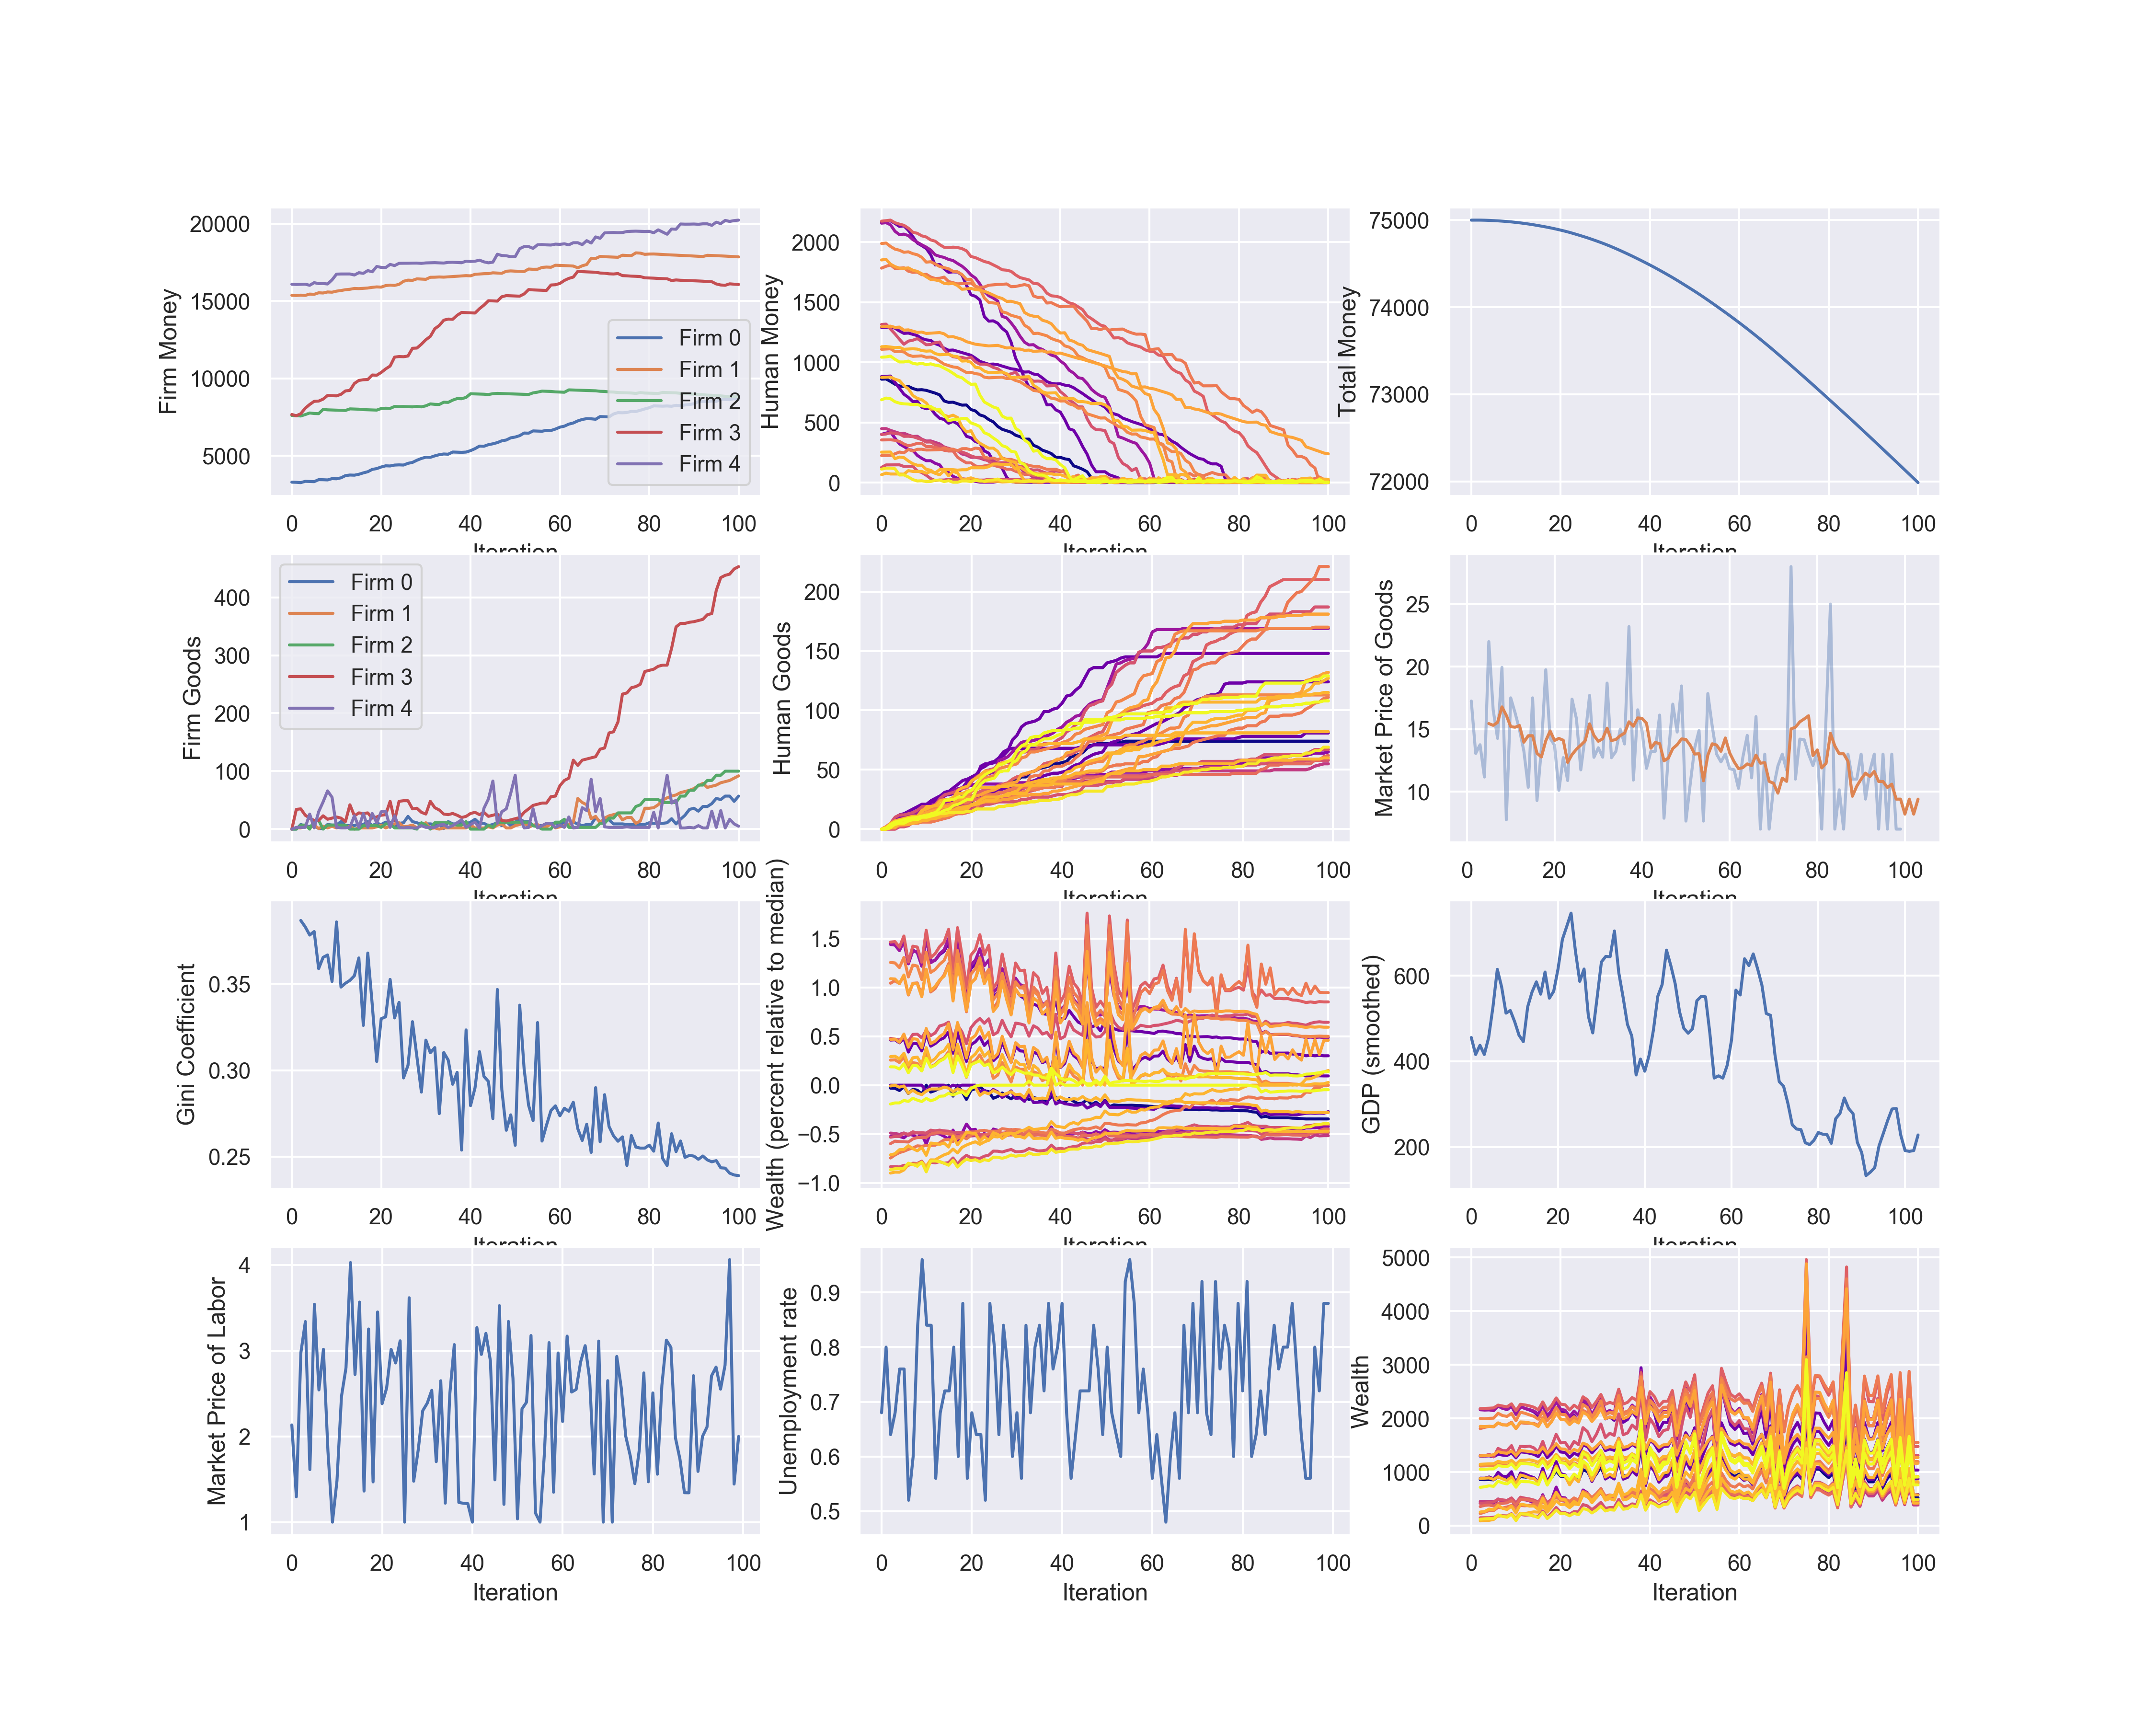 Firm Money
20000
15000
10000
5000
Firm 0
Firm 1
Firm 2
Firm 3
Firm 4
0 20 40 60 80 100
Iteration
Human Money
2000
1500
1000
500
0
0 20 40 60 80 100
Iteration
Total Money
75000
74000
73000
72000
0 20 40 60 80 100
Iteration
Firm Goods
400
300
200
100
0
Firm 0
Firm 1
Firm 2
Firm 3
Firm 4
0 20 40 60 80 100
Iteration
Human Goods
200
150
100
50
0
0 20 40 60 80 100
Iteration
Market Price of Goods
25
20
15
10
0 20 40 60 80 100
Iteration
Gini Coefficient
0.35
0.30
0.25
0 20 40 60 80 100
Iteration
Wealth (percent relative to median)
1.5
1.0
0.5
0.0
−0.5
−1.0
0 20 40 60 80 100
Iteration
GDP (smoothed)
600
400
200
0 20 40 60 80 100
Iteration
Market Price of Labor
4
3
2
1
0 20 40 60 80 100
Iteration
Unemployment rate
0.9
0.8
0.7
0.6
0.5
0 20 40 60 80 100
Iteration
Wealth
5000
4000
3000
2000
1000
0
0 20 40 60 80 100
Iteration